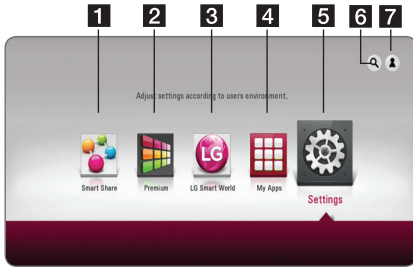 1 2 3 4 5 6 7
Adjust settings according to users environment.
LG
Smart Share Premium LG Smart World My Apps
Settings